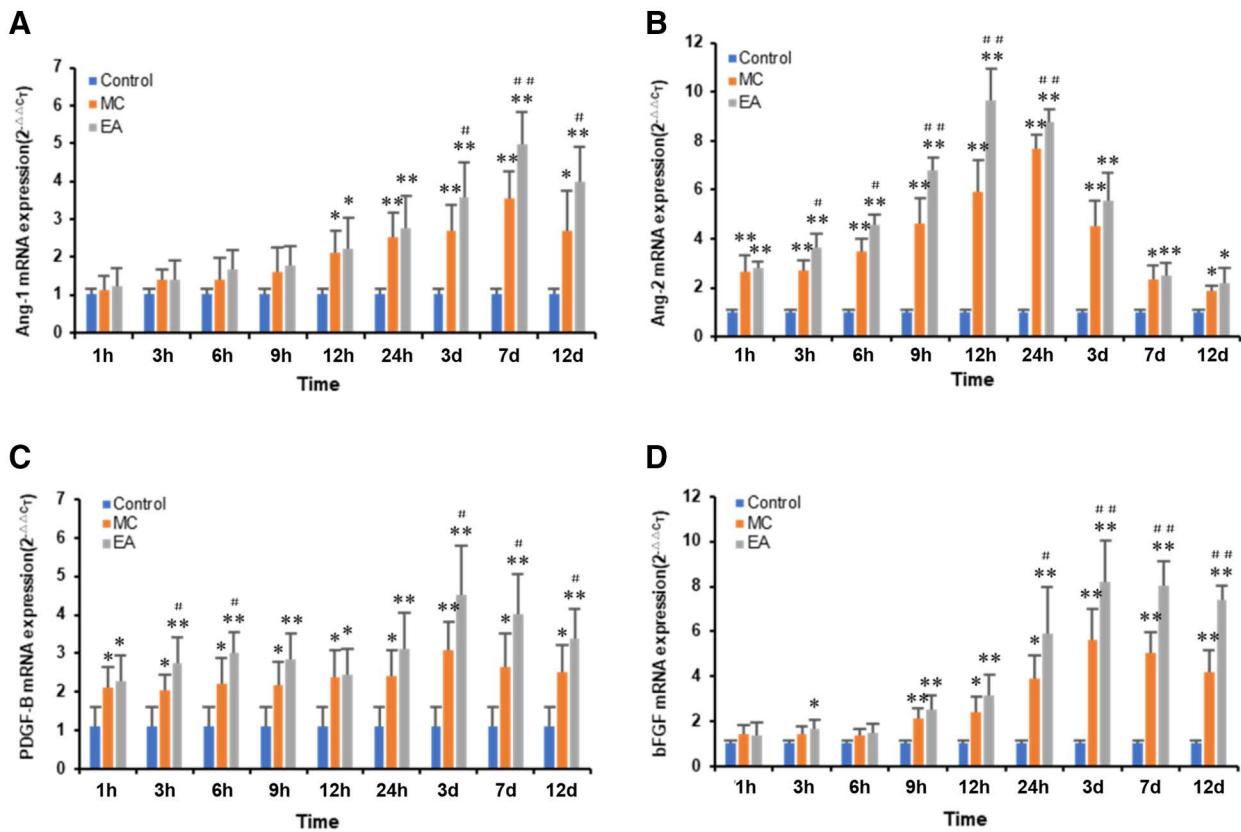 A
Ang-1 mRNA expression(2-△△CT)
7
6
5
4
3
2
1
0
Control
MC
EA
* * ** ** ** ** ** ** * **
# # # #
1h 3h 6h 9h 12h 24h 3d 7d 12d
Time
B
Ang-2 mRNA expression(2-△△CT)
12
10
8
6
4
2
0
Control
MC
EA
** ** ** ** ** ** ** ** ** ** ** ** ** ** * ** * *
# # # # # # # #
1h 3h 6h 9h 12h 24h 3d 7d 12d
Time
C
PDGF-B mRNA expression(2-△△CT)
7
6
5
4
3
2
1
0
Control
MC
EA
* * * ** * ** * ** * * * ** ** ** * ** * **
# # # # #
1h 3h 6h 9h 12h 24h 3d 7d 12d
Time
D
bFGF mRNA expression(2-△△CT)
12
10
8
6
4
2
0
Control
MC
EA
* ** ** * ** * ** ** ** ** ** ** **
# # # # # # #
1h 3h 6h 9h 12h 24h 3d 7d 12d
Time